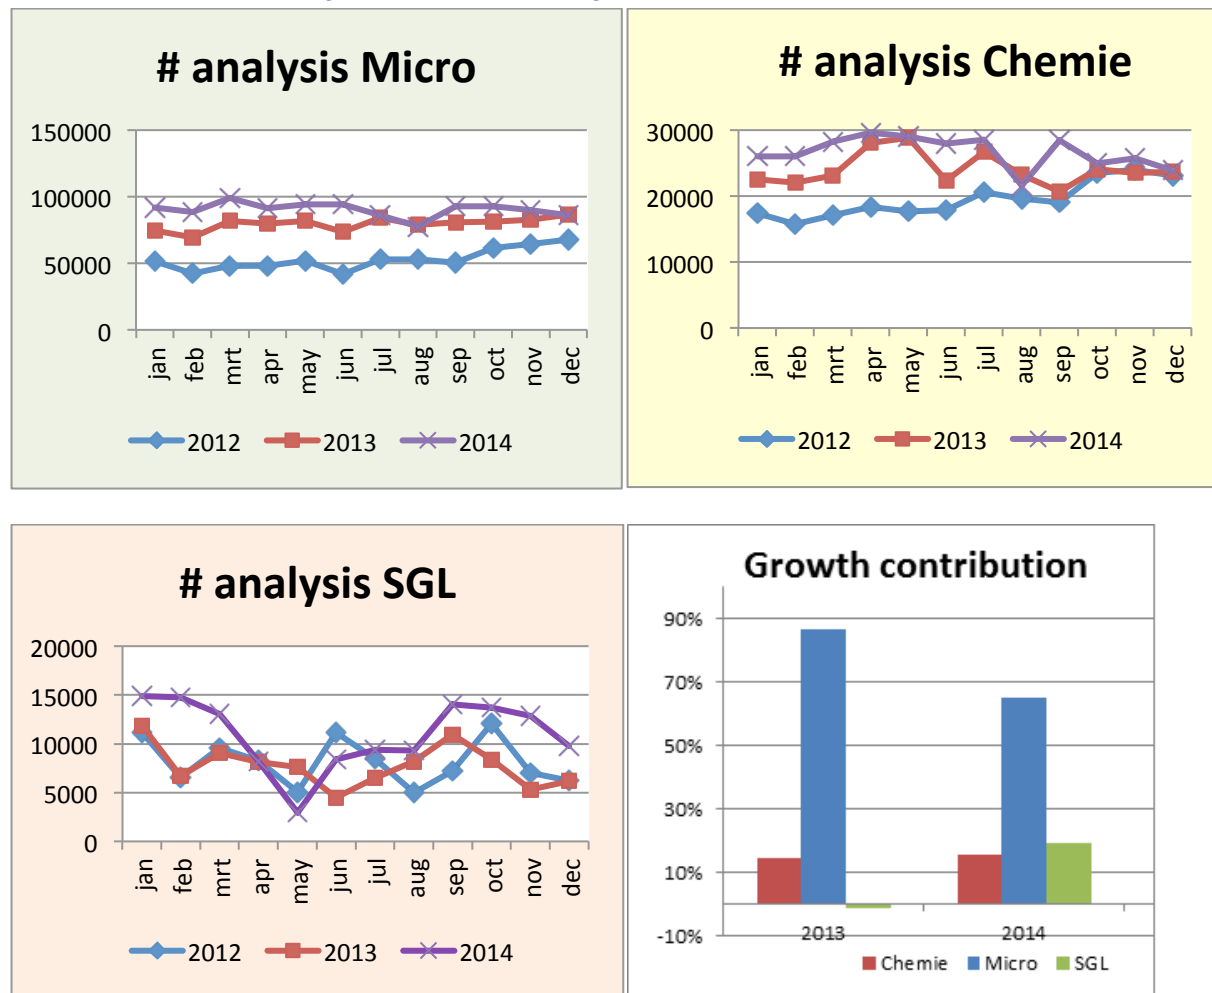 # analysis Micro
150000
100000
50000
0
jan feb mrt apr may jun jul aug sep oct nov dec
2012 2013 2014
# analysis Chemie
30000
20000
10000
0
jan feb mrt apr may jun jul aug sep oct nov dec
2012 2013 2014
# analysis SGL
20000
15000
10000
5000
0
jan feb mrt apr may jun jul aug sep oct nov dec
2012 2013 2014
Growth contribution
90%
70%
50%
30%
10%
-10%
2013 2014
Chemie Micro SGL